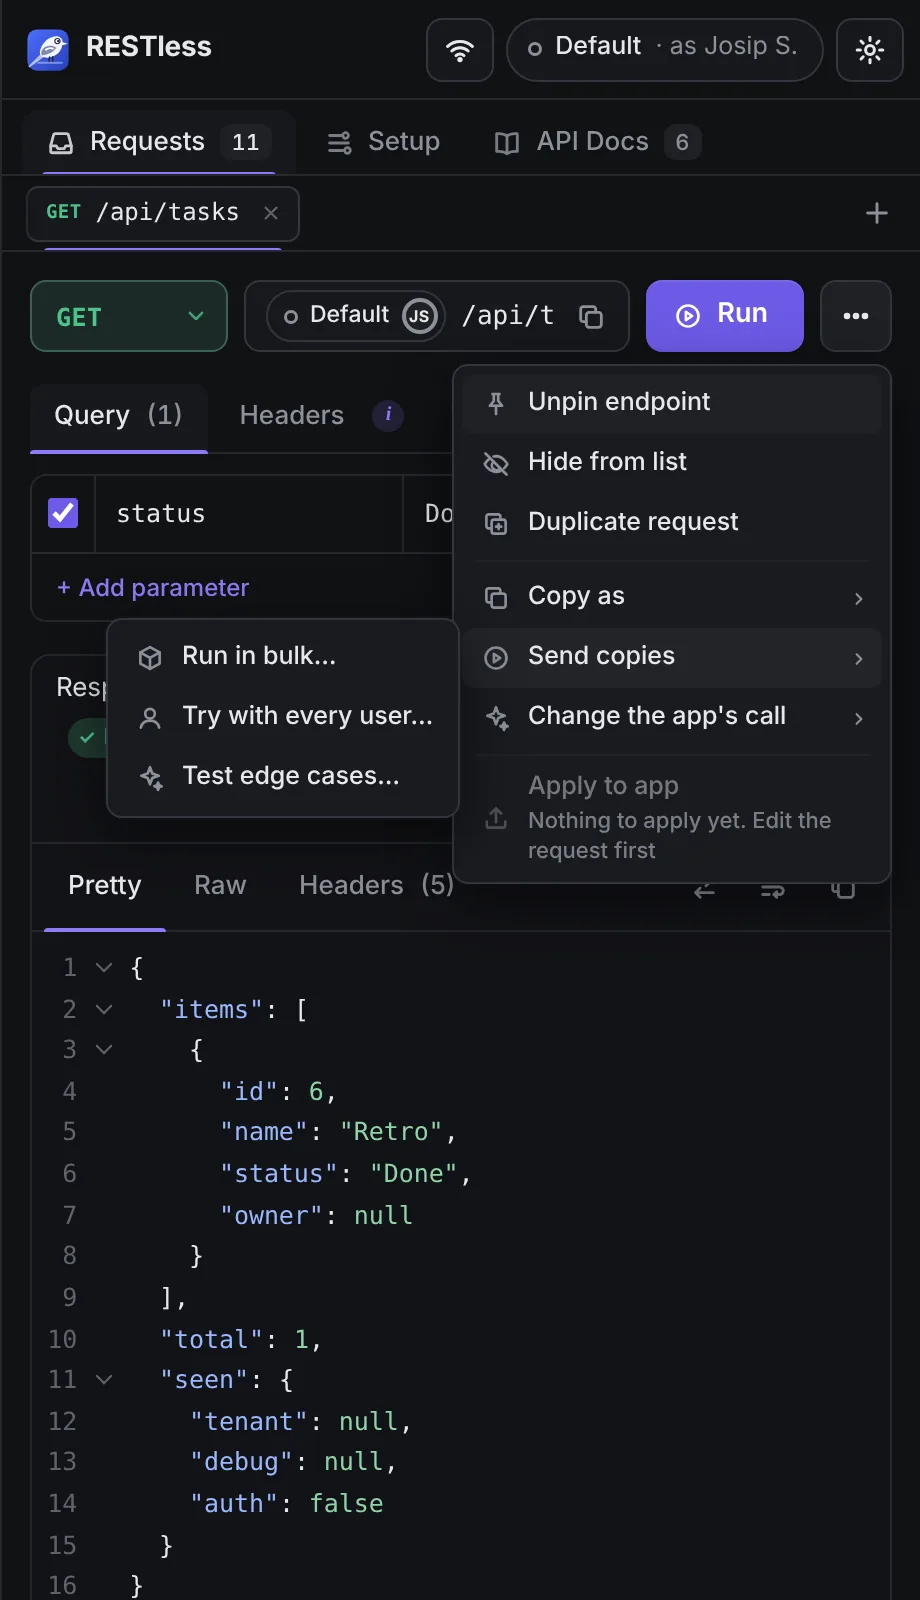 RESTless
Default · as Josip S.
Requests 11 Setup API Docs 6
GET /api/tasks
GET Default JS /api/t Run
Query (1) Headers i
Unpin endpoint
Hide from list
Duplicate request
Copy as
Send copies
Change the app's call
Apply to app
Nothing to apply yet. Edit the
request first
status
+ Add parameter
Run in bulk...
Try with every user...
Test edge cases...
Pretty Raw Headers (5)
1 {
2 "items": [
3 {
4 "id": 6,
5 "name": "Retro",
6 "status": "Done",
7 "owner": null
8 }
9 ],
10 "total": 1,
11 "seen": {
12 "tenant": null,
13 "debug": null,
14 "auth": false
15 }
16 }